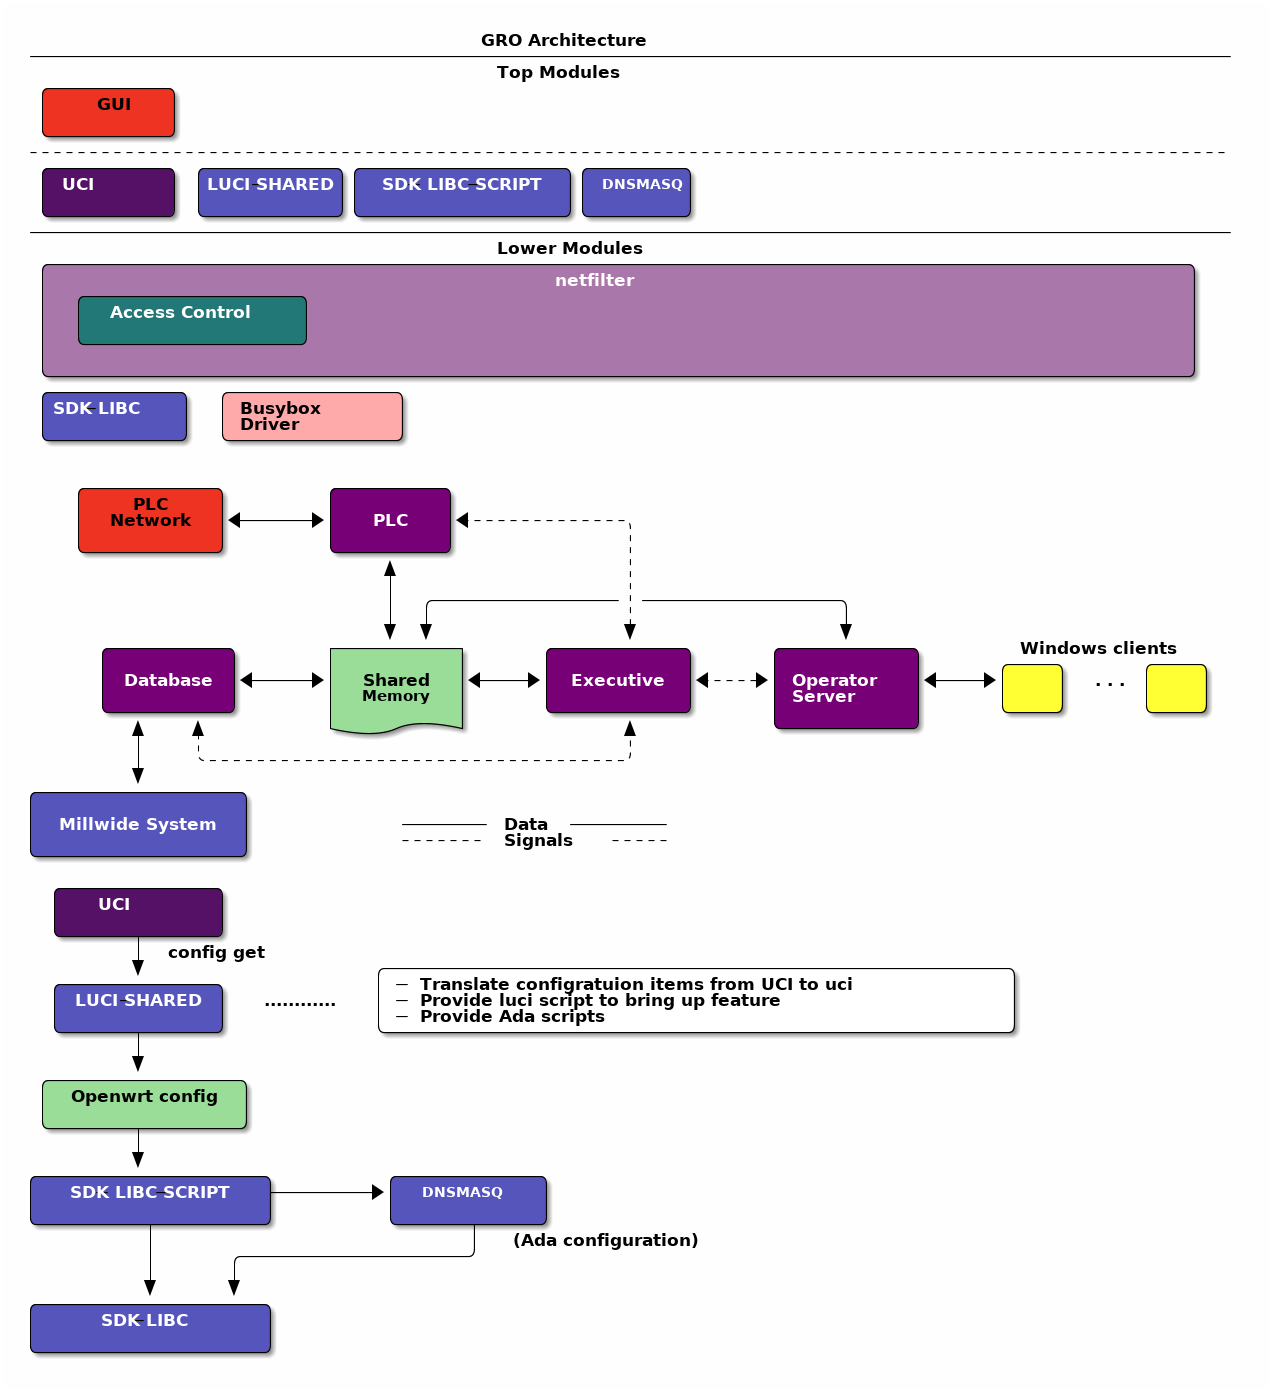 GRO Architecture
Top Modules
GUI
UCI
LUCI-SHARED
SDK LIBC-SCRIPT
DNSMASQ
Lower Modules
netfilter
Access Control
SDK-LIBC
Busybox
Driver
PLC
Network
PLC
Windows clients
Database
Shared
Memory
Executive
Operator
Server
. . .
Millwide System
Data
Signals
UCI
config get
LUCI-SHARED
............
— Translate configratuion items from UCI to uci
— Provide luci script to bring up feature
— Provide Ada scripts
Openwrt config
SDK LIBC-SCRIPT
DNSMASQ
(Ada configuration)
SDK-LIBC